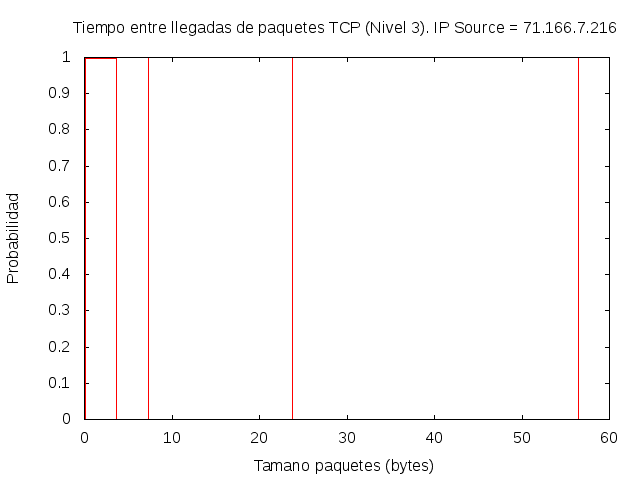 Tiempo entre llegadas de paquetes TCP (Nivel 3). IP Source = 71.166.7.216
1
0.9
0.8
0.7
0.6
0.5
0.4
0.3
0.2
0.1
0
Probabilidad
0 10 20 30 40 50 60
Tamano paquetes (bytes)